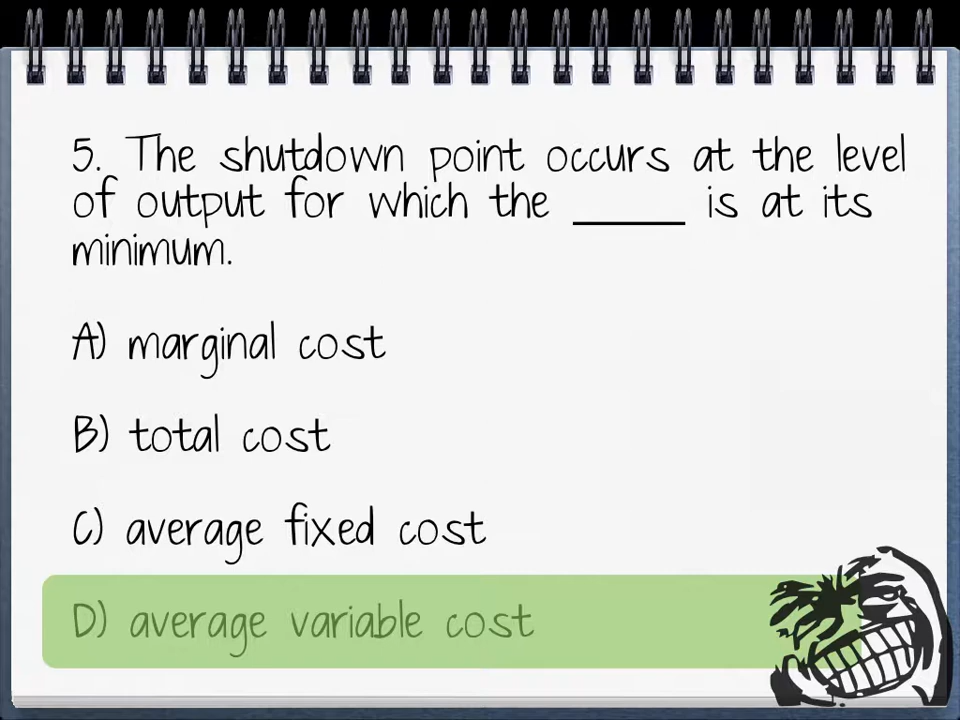 5. The shutdown point occurs at the level
of output for which the _____ is at its
minimum.
A) marginal cost
B) total cost
C) average fixed cost
D) average variable cost